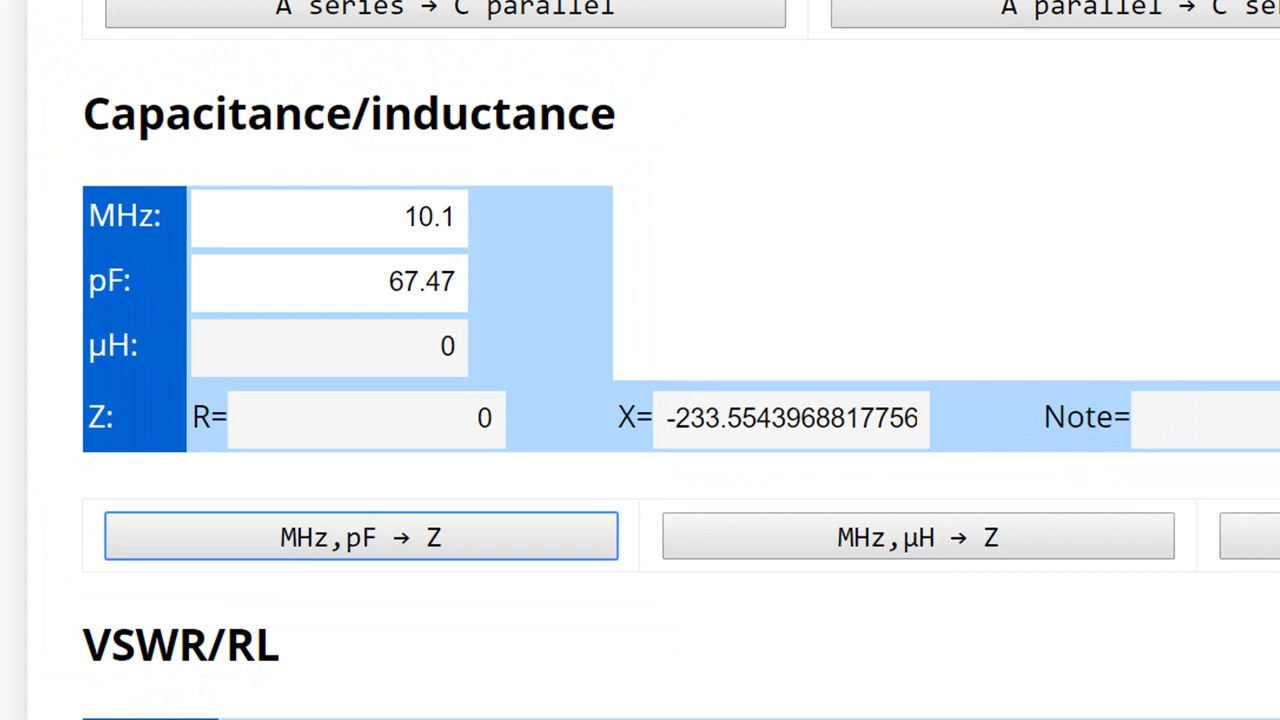 A series → C parallel
A parallel → C
Capacitance/inductance
MHz: 10.1
pF: 67.47
μH: 0
Z: R= 0 X= -233.5543968817756 Note=
MHz,pF → Z MHz,μH → Z
VSWR/RL